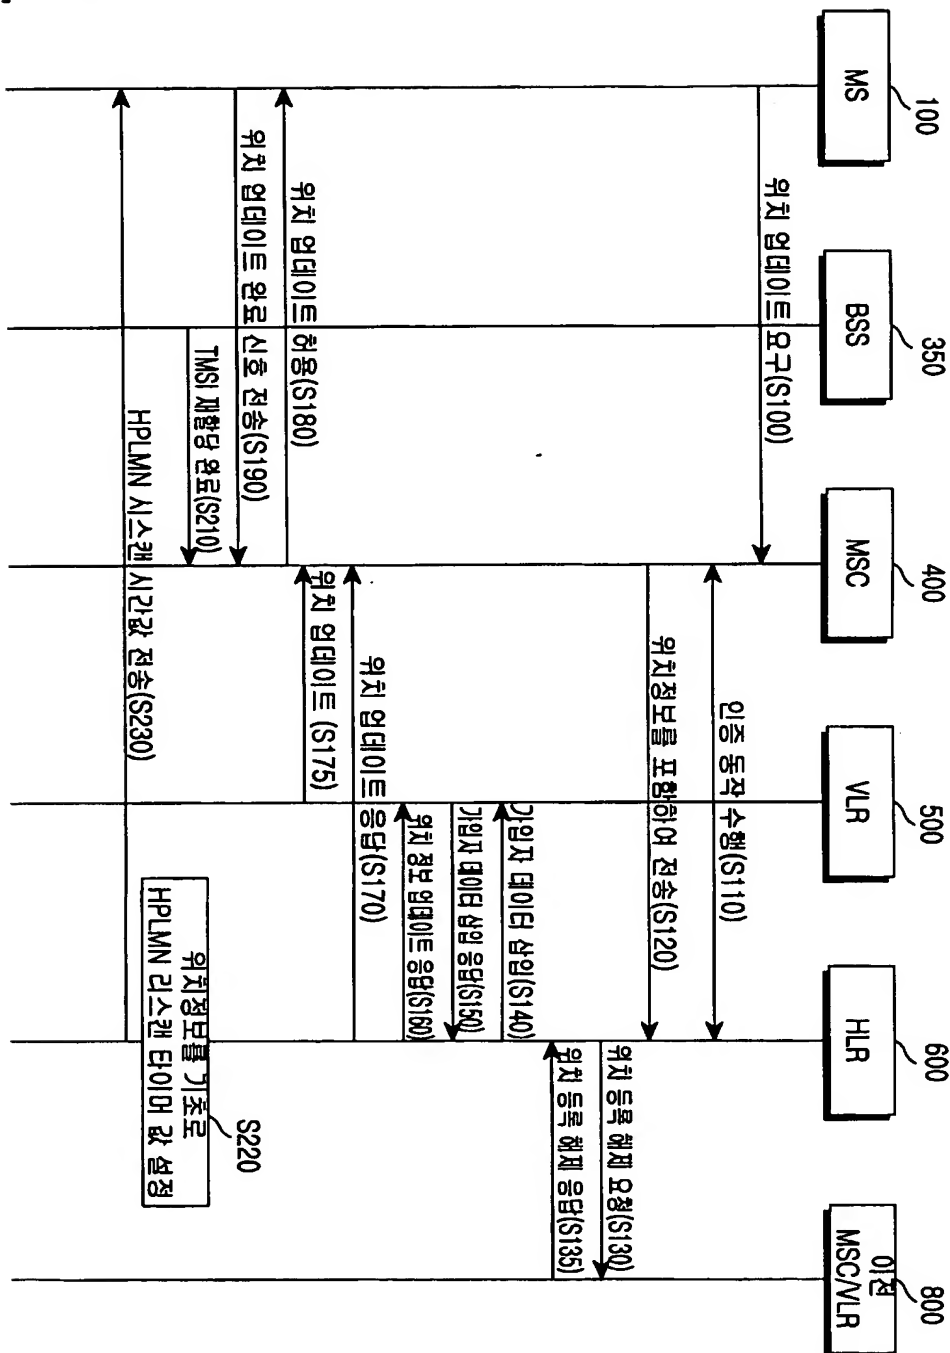 MS
100
BSS
350
MSC
400
VLR
500
HLR
600
이전
MSC/VLR
800
위치 업데이트 요구(S100)
인증 동작 수행(S110)
위치정보를 포함하여 전송(S120)
위치 등록 해제 요청(S130)
위치 등록 해제 응답(S135)
가입자 데이터 삽입(S140)
가입자 데이터 삽입 응답(S150)
위치 정보 업데이트 응답(S160)
위치 업데이트 응답(S170)
위치 업데이트 (S175)
위치 업데이트 허용(S180)
위치 업데이트 완료 신호 전송(S190)
TMSI 재할당 완료(S210)
위치정보를 기초로
HPLMN 리스캔 타이머 값 설정
S220
HPLMN 시스캔 시간값 전송(S230)